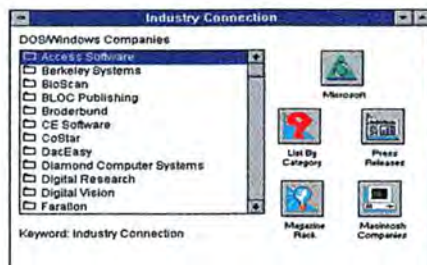 Industry Connection
DOS/Windows Companies
Access Software
Berkeley Systems
BioScan
BLOC Publishing
Broderbund
CE Software
CoStar
DacEasy
Diamond Computer Systems
Digital Research
Digital Vision
Farallon
Keyword: Industry Connection
Microsoft
List By
Category
Press
Releases
Magazine
Rack
Macintosh
Companies